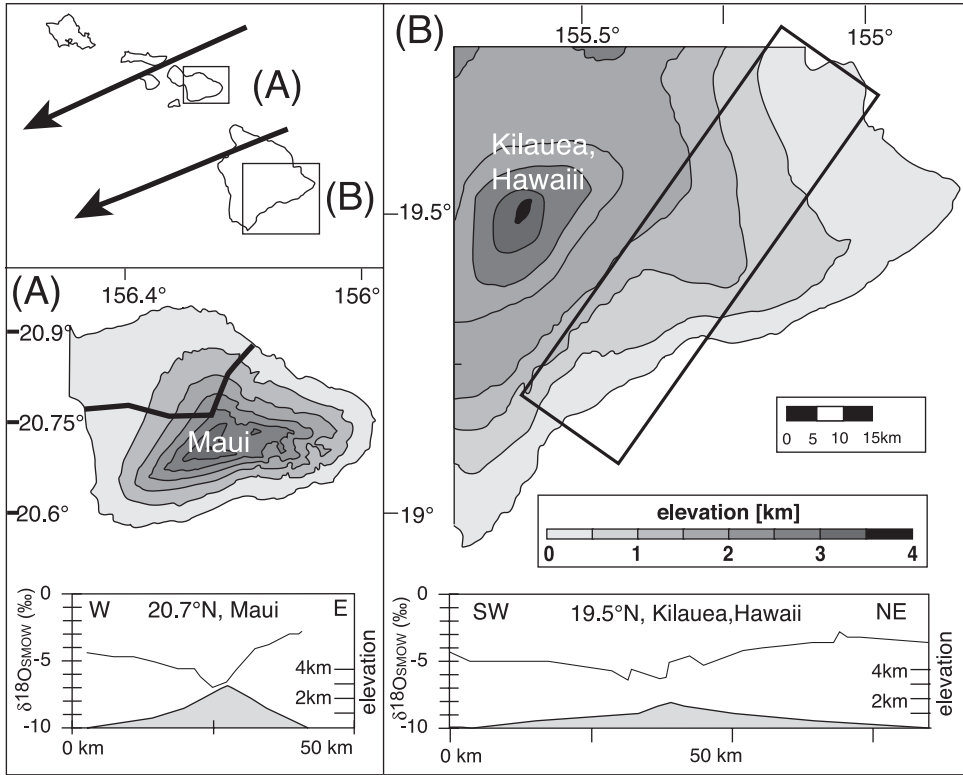 (A)
(B)
(A)
156.4°
156°
20.9°
20.75°
20.6°
Maui
(B)
155.5°
155°
Kilauea,
Hawaiii
19.5°
19°
0 5 10 15km
elevation [km]
0 1 2 3 4
0
W 20.7°N, Maui E
δ18OSMOW (‰)
-5
-10
4km
2km
elevation
0 km 50 km
0
SW 19.5°N, Kilauea,Hawaii NE
δ18OSMOW (‰)
-5
-10
4km
2km
elevation
0 km 50 km